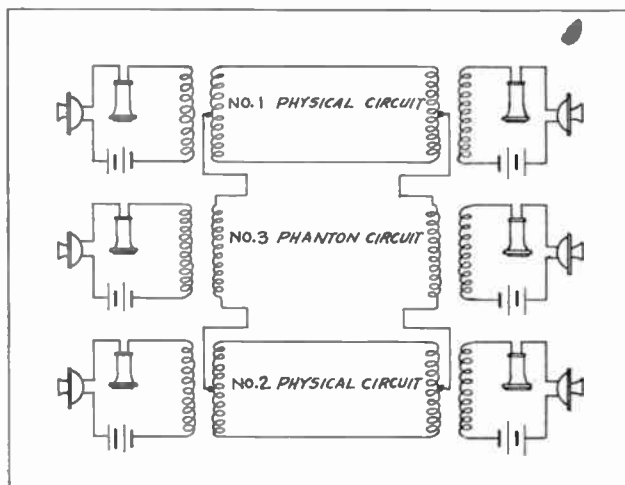 NO.1 PHYSICAL CIRCUIT
NO.3 PHANTON CIRCUIT
NO.2 PHYSICAL CIRCUIT